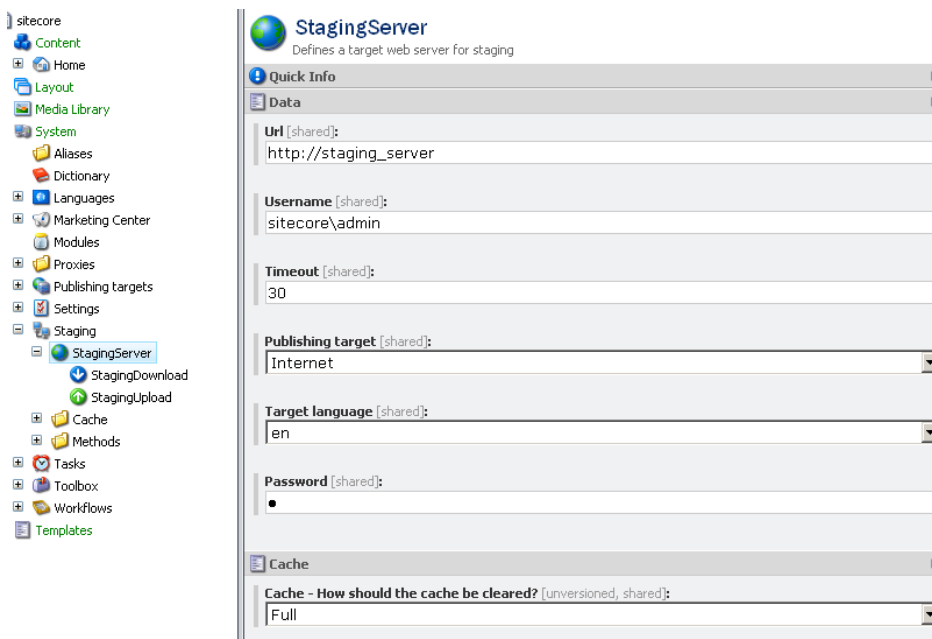 sitecore
Content
Home
Layout
Media Library
System
Aliases
Dictionary
Languages
Marketing Center
Modules
Proxies
Publishing targets
Settings
Staging
StagingServer
StagingDownload
StagingUpload
Cache
Methods
Tasks
Toolbox
Workflows
Templates
StagingServer
Defines a target web server for staging
Quick Info
Data
Url [shared]:
http://staging_server
Username [shared]:
sitecore\admin
Timeout [shared]:
30
Publishing target [shared]:
Internet
Target language [shared]:
en
Password [shared]:
●
Cache
Cache - How should the cache be cleared? [unversioned, shared]:
Full